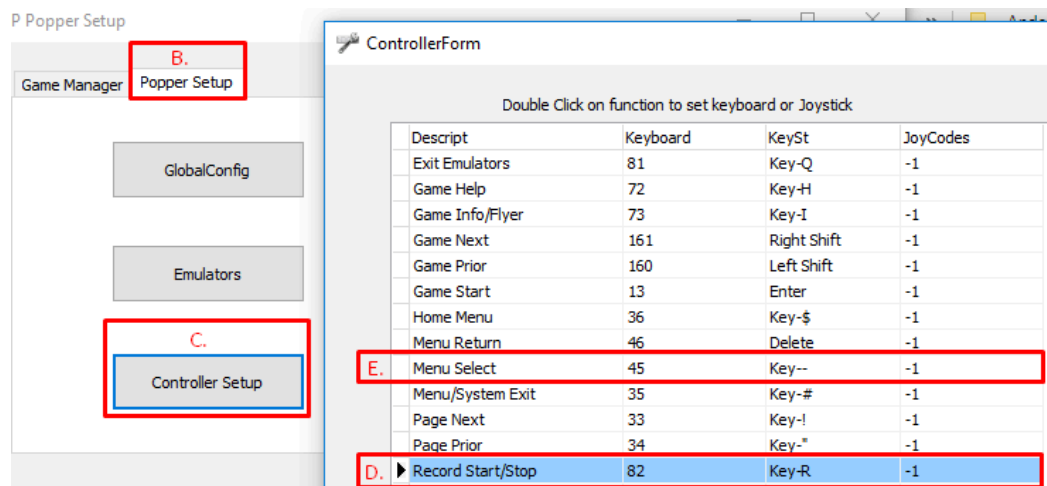 P Popper Setup
B.
Game Manager Popper Setup
GlobalConfig
Emulators
C.
Controller Setup
ControllerForm
Double Click on function to set keyboard or Joystick
Descript Keyboard KeySt JoyCodes
Exit Emulators 81 Key-Q -1
Game Help 72 Key-H -1
Game Info/Flyer 73 Key-I -1
Game Next 161 Right Shift -1
Game Prior 160 Left Shift -1
Game Start 13 Enter -1
Home Menu 36 Key-$ -1
Menu Return 46 Delete -1
E. Menu Select 45 Key-- -1
Menu/System Exit 35 Key-# -1
Page Next 33 Key-! -1
Page Prior 34 Key-" -1
D. Record Start/Stop 82 Key-R -1